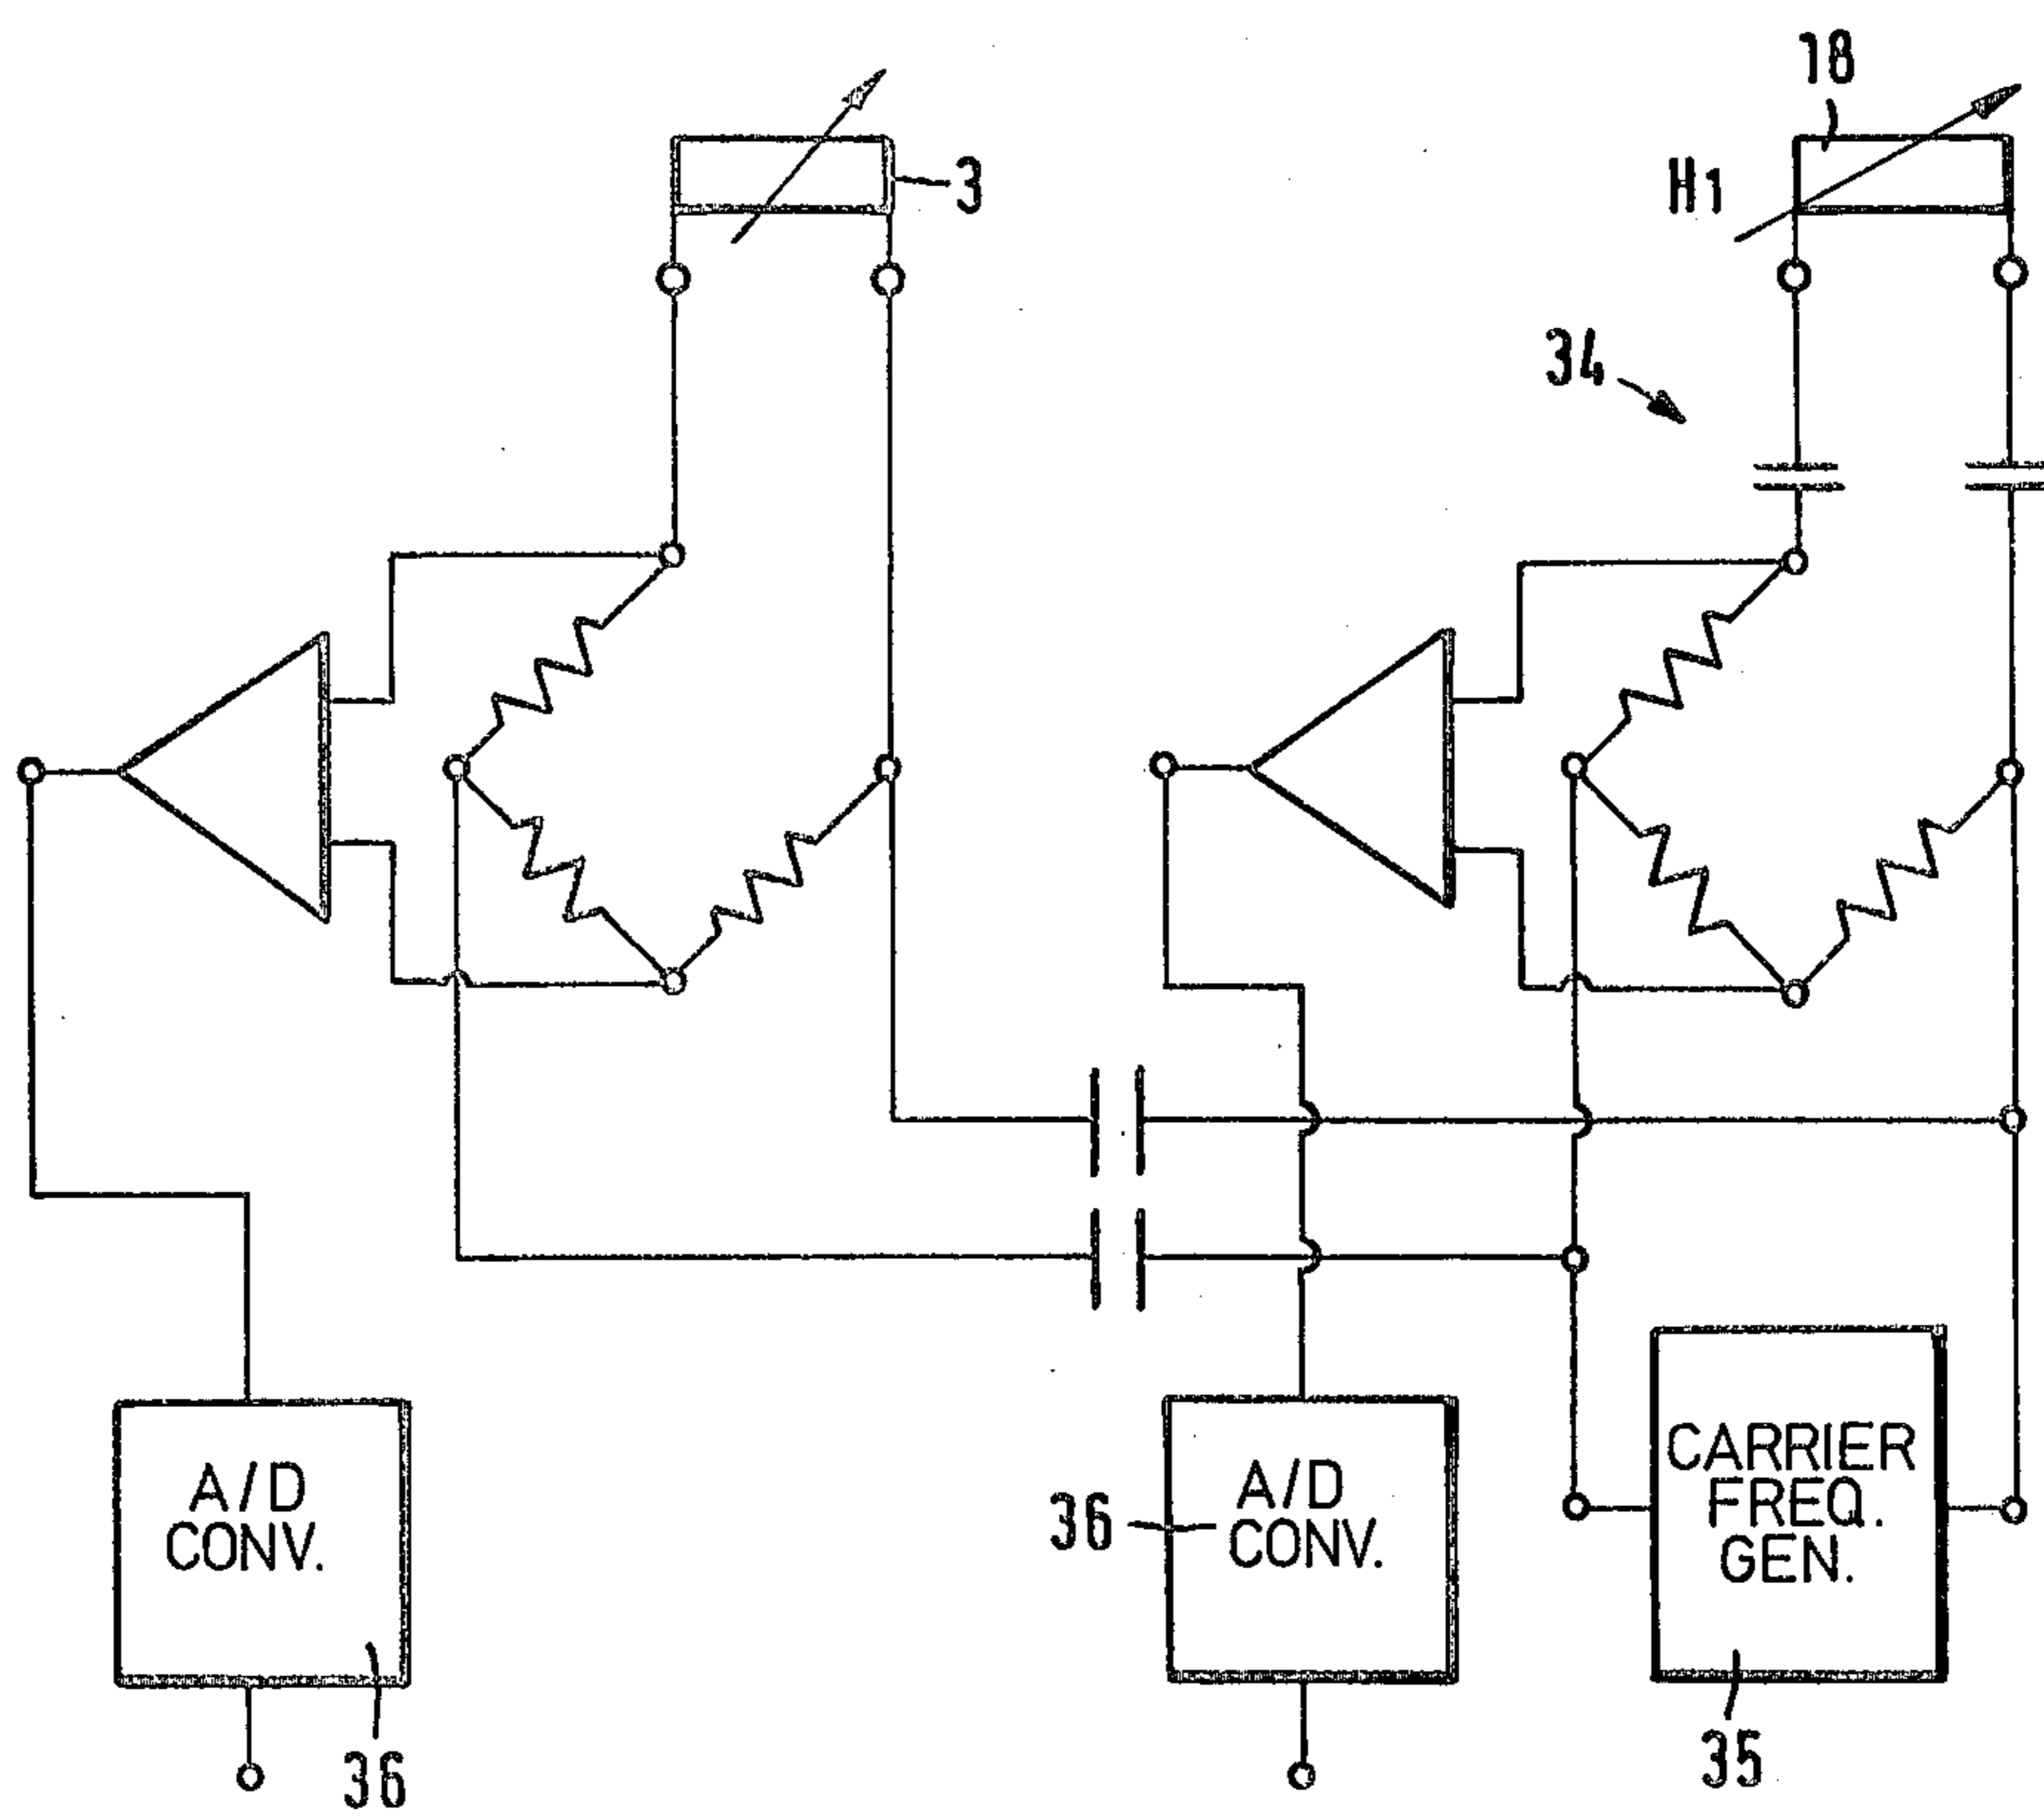 18
3
H1
34
A/D
CONV.
36
36
A/D
CONV.
CARRIER
FREQ.
GEN.
35